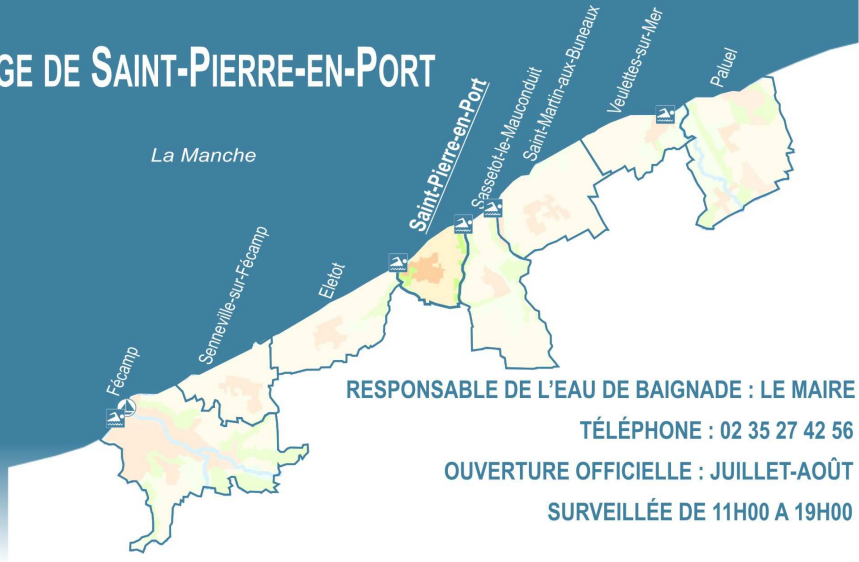 GE DE SAINT-PIERRE-EN-PORT
La Manche
Fécamp
Senneville-sur-Fécamp
Eletot
Saint-Pierre-en-Port
Sassetot-le-Mauconduit
Saint-Martin-aux-Buneaux
Veulettes-sur-Mer
Paluel
RESPONSABLE DE L'EAU DE BAIGNADE : LE MAIRE
TÉLÉPHONE : 02 35 27 42 56
OUVERTURE OFFICIELLE : JUILLET-AOÛT
SURVEILLÉE DE 11H00 A 19H00